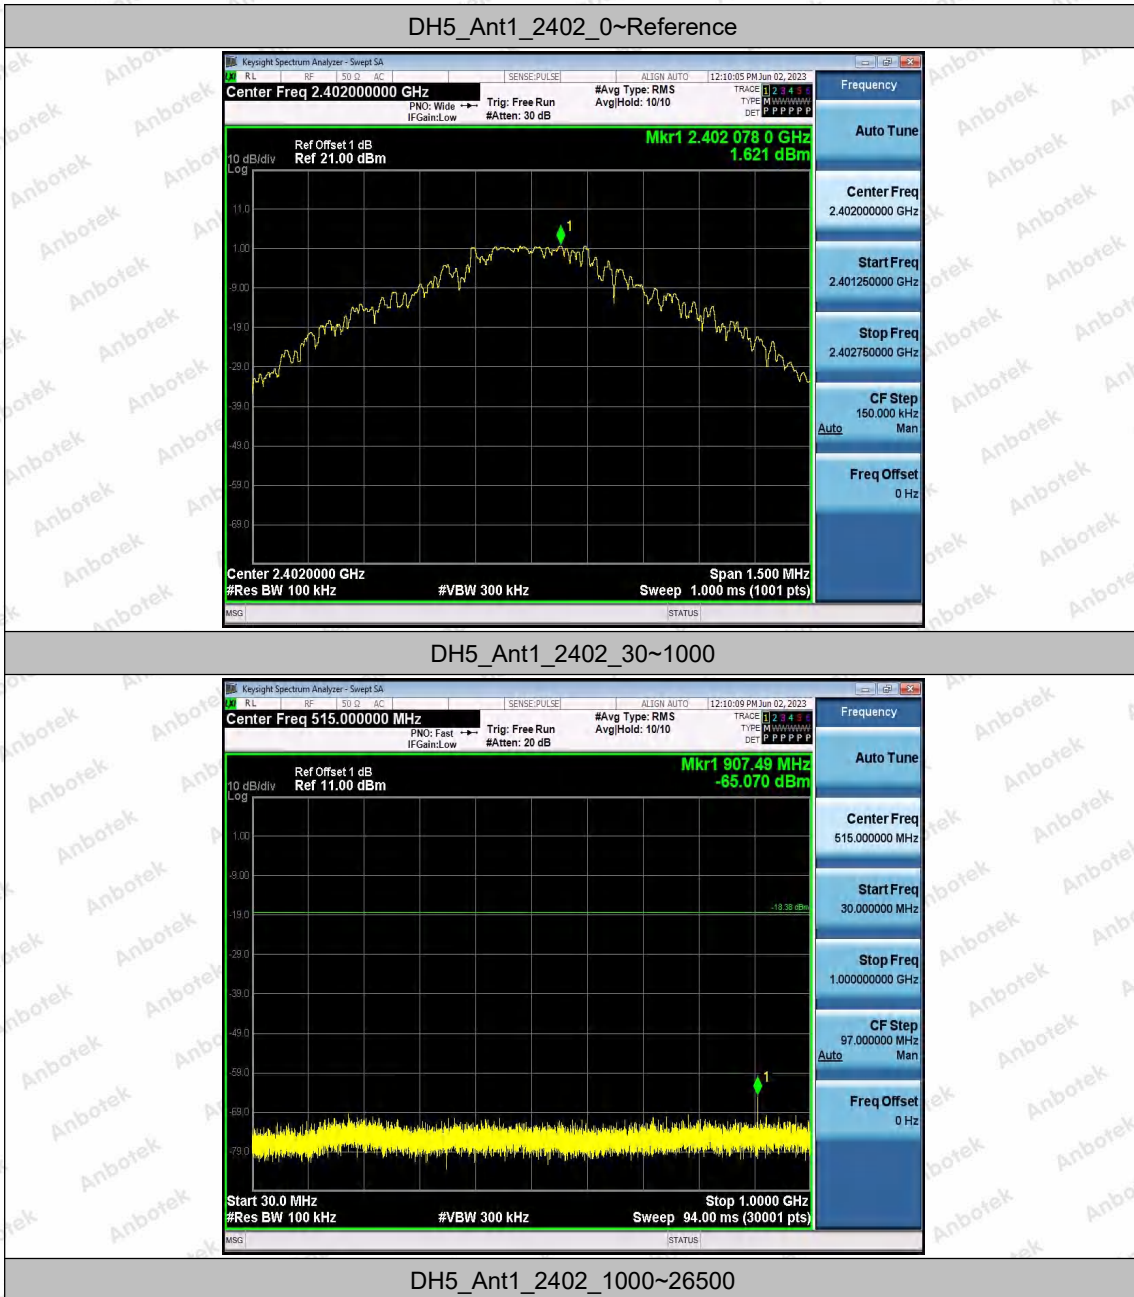 DH5_Ant1_2402_0~Reference
Keysight Spectrum Analyzer - Swept SA
RL RF 50 Ω AC SENSE:PULSE ALIGN AUTO 12:10:05 PM Jun 02, 2023
Center Freq 2.402000000 GHz
PNO: Wide
IFGain:Low
Trig: Free Run
#Atten: 30 dB
#Avg Type: RMS
Avg|Hold: 10/10
TRACE 1 2 3 4 5 6
TYPE M WWWWW
DET P P P P P P
Mkr1 2.402 078 0 GHz
1.621 dBm
Ref Offset 1 dB
Ref 21.00 dBm
10 dB/div
Log
11.0
1.00
-9.00
-19.0
-29.0
-39.0
-49.0
-59.0
-69.0
1
Center 2.4020000 GHz
Span 1.500 MHz
#Res BW 100 kHz
#VBW 300 kHz
Sweep 1.000 ms (1001 pts)
MSG
STATUS
Frequency
Auto Tune
Center Freq
2.402000000 GHz
Start Freq
2.401250000 GHz
Stop Freq
2.402750000 GHz
CF Step
150.000 kHz
Auto Man
Freq Offset
0 Hz
DH5_Ant1_2402_30~1000
Keysight Spectrum Analyzer - Swept SA
RL RF 50 Ω AC SENSE:PULSE ALIGN AUTO 12:10:09 PM Jun 02, 2023
Center Freq 515.000000 MHz
PNO: Fast
IFGain:Low
Trig: Free Run
#Atten: 20 dB
#Avg Type: RMS
Avg|Hold: 10/10
TRACE 1 2 3 4 5 6
TYPE M WWWWW
DET P P P P P P
Mkr1 907.49 MHz
-65.070 dBm
Ref Offset 1 dB
Ref 11.00 dBm
10 dB/div
Log
1.00
-9.00
-19.0
-29.0
-39.0
-49.0
-59.0
-69.0
-79.0
-18.38 dBm
1
Start 30.0 MHz
Stop 1.0000 GHz
#Res BW 100 kHz
#VBW 300 kHz
Sweep 94.00 ms (30001 pts)
MSG
STATUS
Frequency
Auto Tune
Center Freq
515.000000 MHz
Start Freq
30.000000 MHz
Stop Freq
1.000000000 GHz
CF Step
97.000000 MHz
Auto Man
Freq Offset
0 Hz
DH5_Ant1_2402_1000~26500